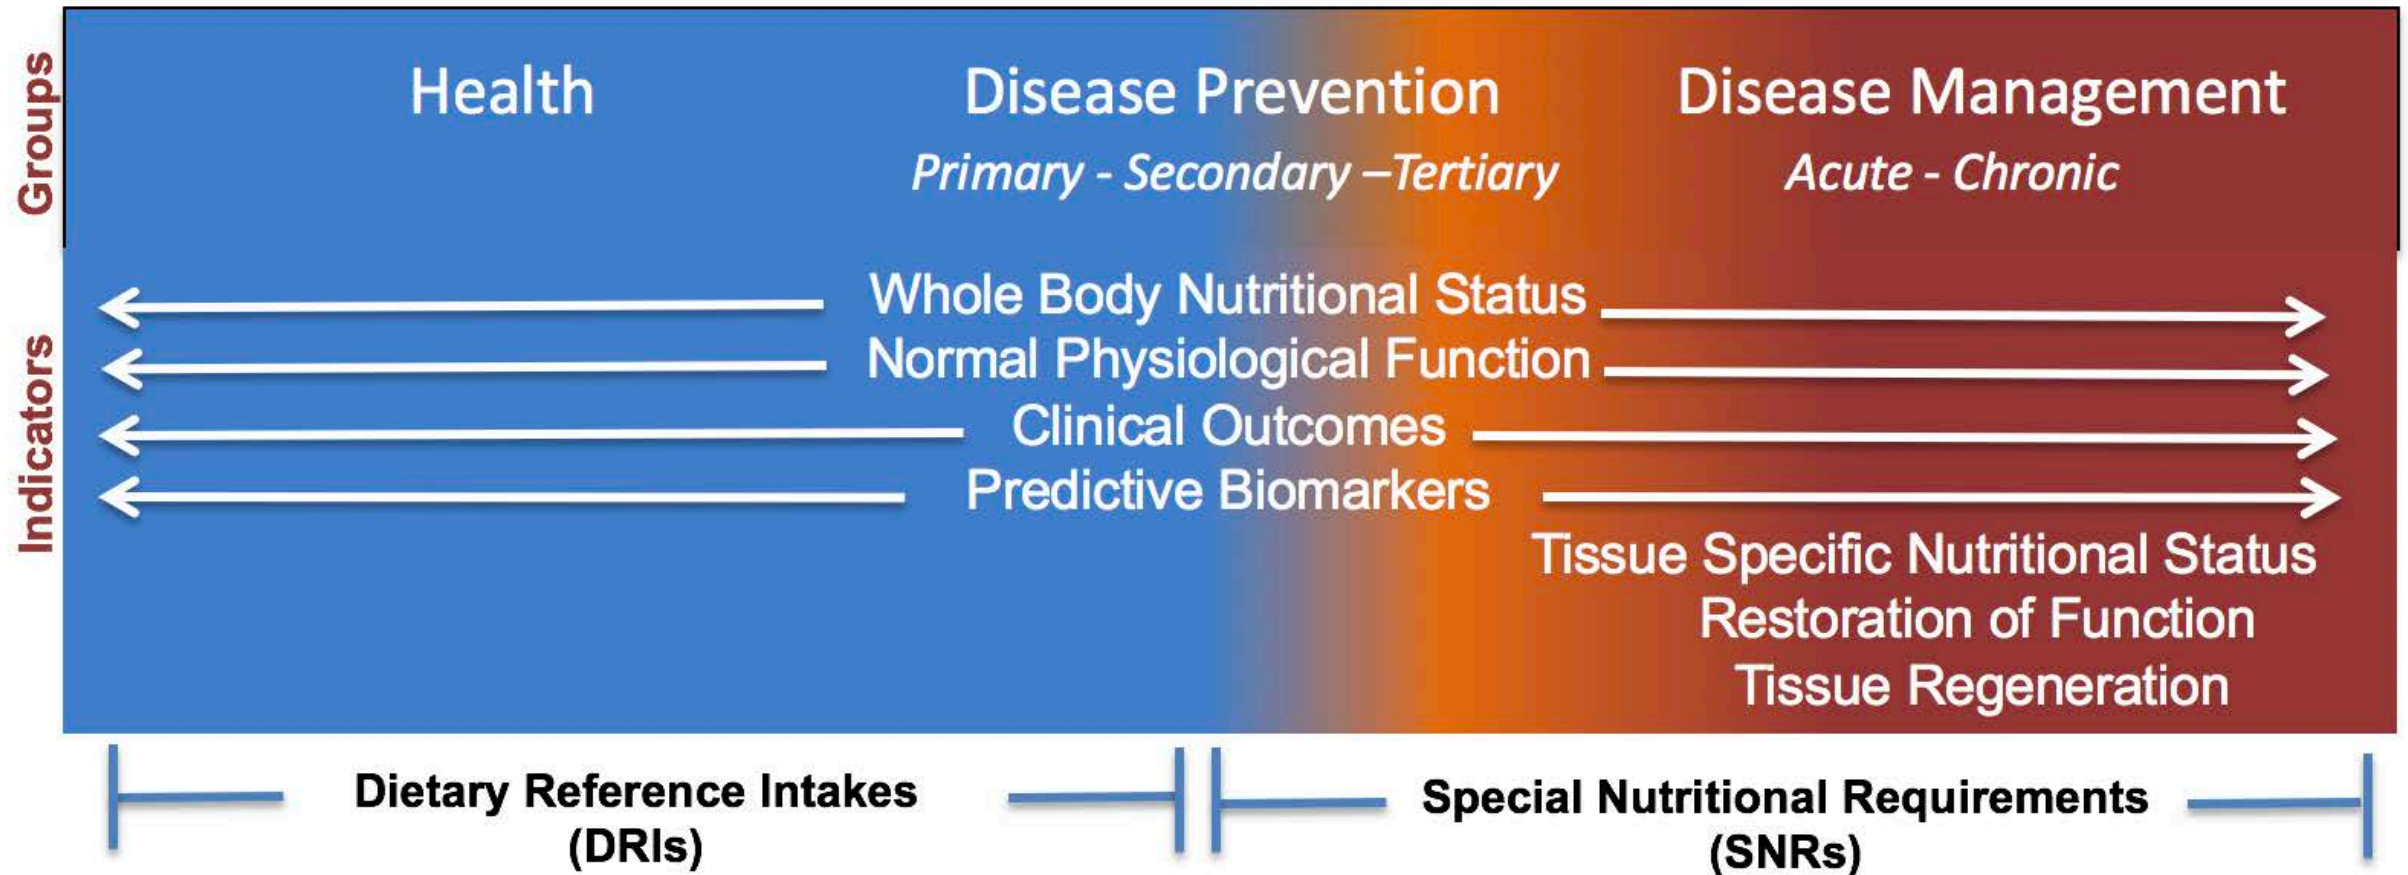 Groups
Health
Disease Prevention
Primary - Secondary –Tertiary
Disease Management
Acute - Chronic
Indicators
Whole Body Nutritional Status
Normal Physiological Function
Clinical Outcomes
Predictive Biomarkers
Tissue Specific Nutritional Status
Restoration of Function
Tissue Regeneration
Dietary Reference Intakes
(DRIs)
Special Nutritional Requirements
(SNRs)